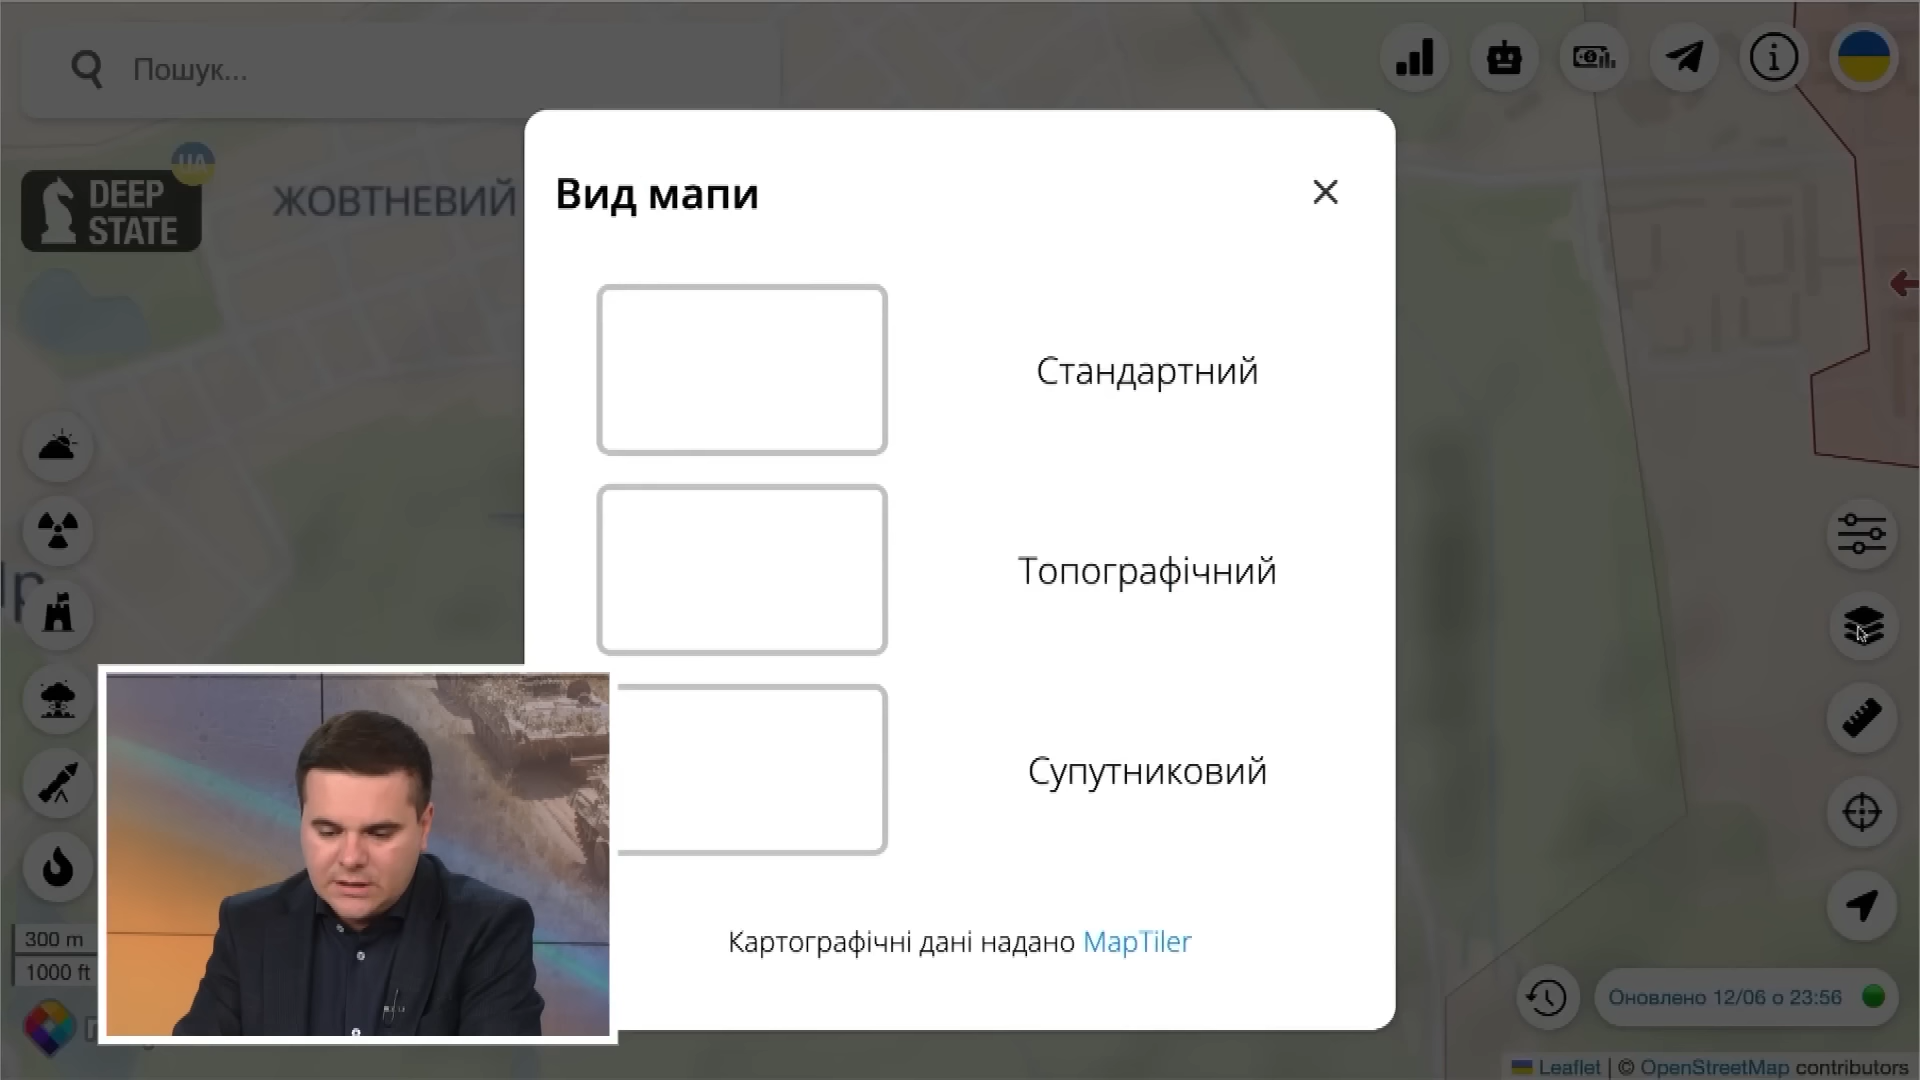 Пошук...
UA
DEEP
STATE
ЖОВТНЕВИЙ
Вид мапи
Стандартний
Топографічний
Супутниковий
Картографічні дані надано MapTiler
300 m
1000 ft
Оновлено 12/06 о 23:56
Leaflet | © OpenStreetMap contributors